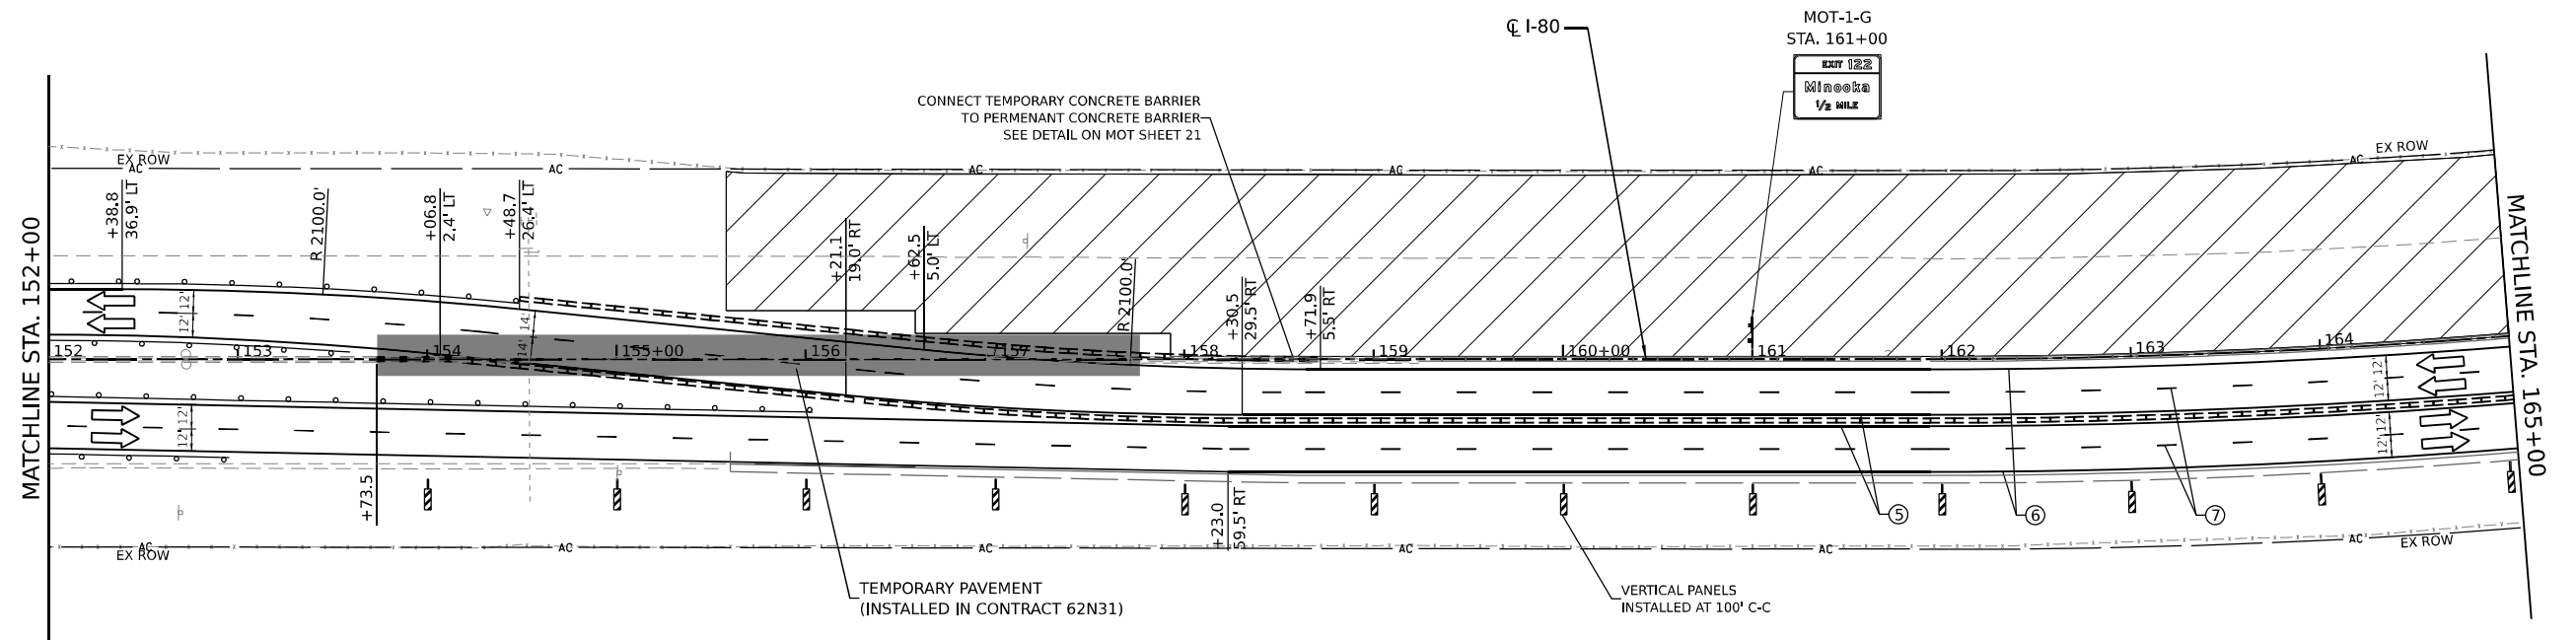 ℄ I-80
MOT-1-G
STA. 161+00
EXIT 122
Minooka
1/2 MILE
CONNECT TEMPORARY CONCRETE BARRIER
TO PERMENANT CONCRETE BARRIER
SEE DETAIL ON MOT SHEET 21
EX ROW
AC
AC
AC
AC
AC
AC
EX ROW
MATCHLINE STA. 152+00
+38.8
36.9' LT
R 2100.0'
+06.8
2.4' LT
+48.7
26.4' LT
+21.1
19.0' RT
+62.5
5.0' LT
R 2100.0'
+30.5
29.5' RT
+71.9
5.5' RT
MATCHLINE STA. 165+00
12' 12'
14'
14'
152
153
154
155+00
156
157
158
159
160+00
161
162
163
164
12' 12'
12' 12'
12' 12'
+73.5
+23.0
59.5' RT
5
6
7
AC
EX ROW
AC
AC
AC
AC
AC
EX ROW
TEMPORARY PAVEMENT
(INSTALLED IN CONTRACT 62N31)
VERTICAL PANELS
INSTALLED AT 100' C-C